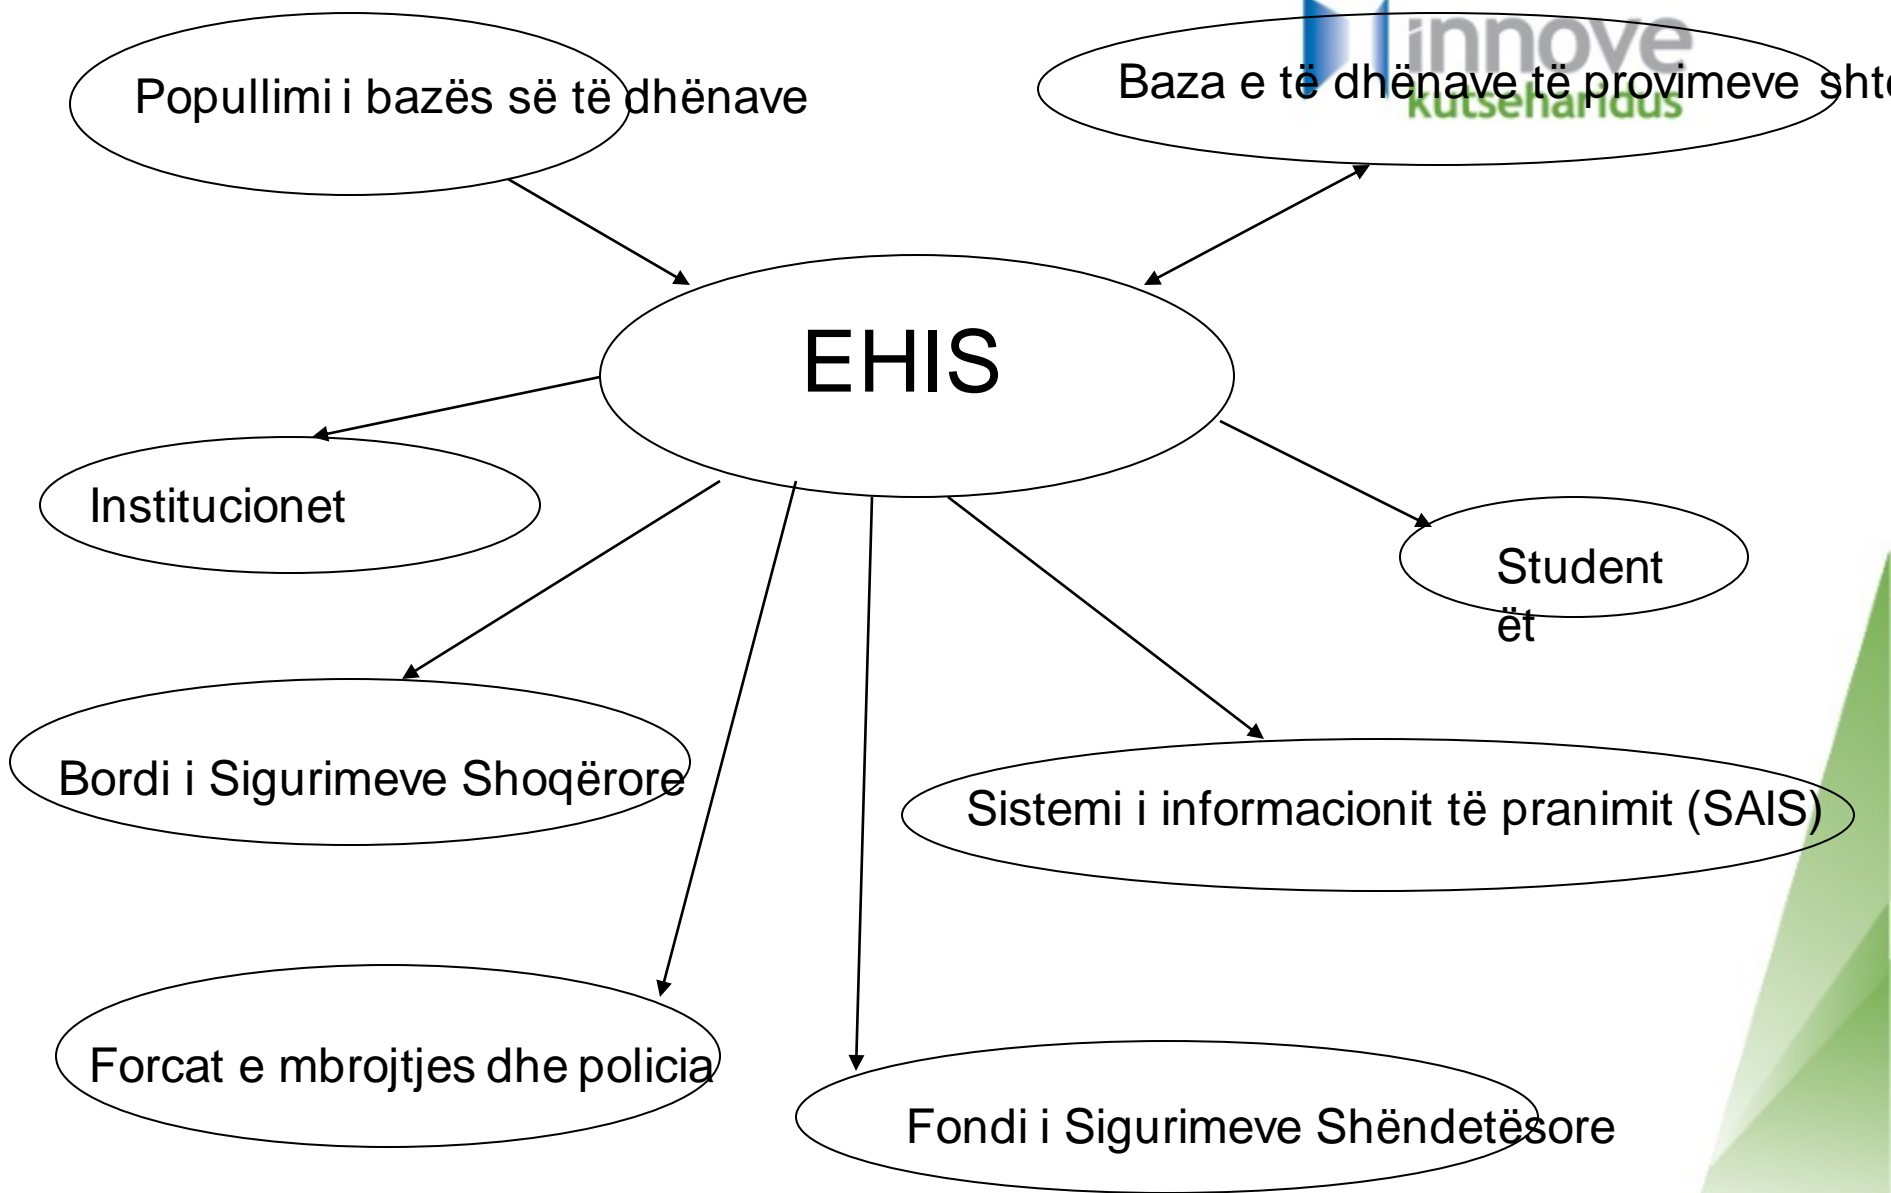 innove
kutseharidus
Popullimi i bazës së të dhënave
Baza e të dhënave të provimeve
EHIS
Institucionet
Student
ët
Bordi i Sigurimeve Shoqërore
Sistemi i informacionit të pranimit (SAIS)
Forcat e mbrojtjes dhe policia
Fondi i Sigurimeve Shëndetësore